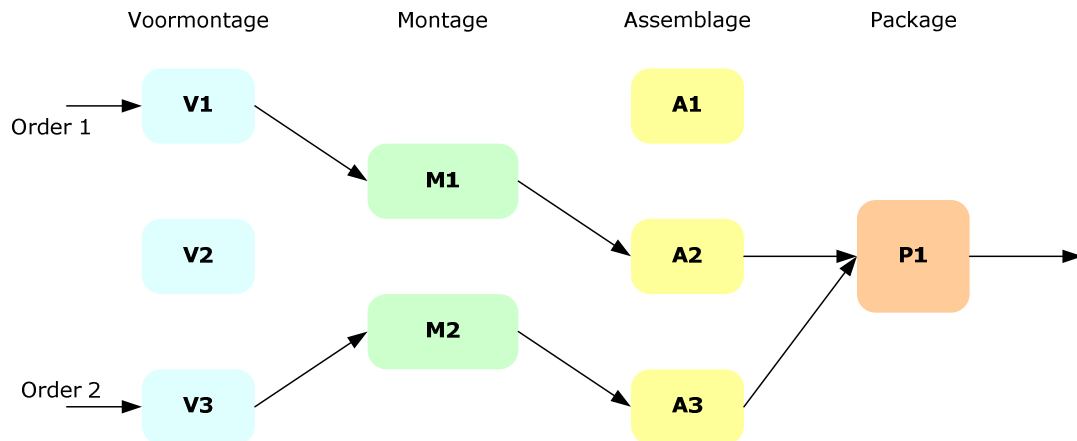 Voormontage
Montage
Assemblage
Package
V1
A1
Order 1
M1
V2
A2
P1
M2
Order 2
V3
A3